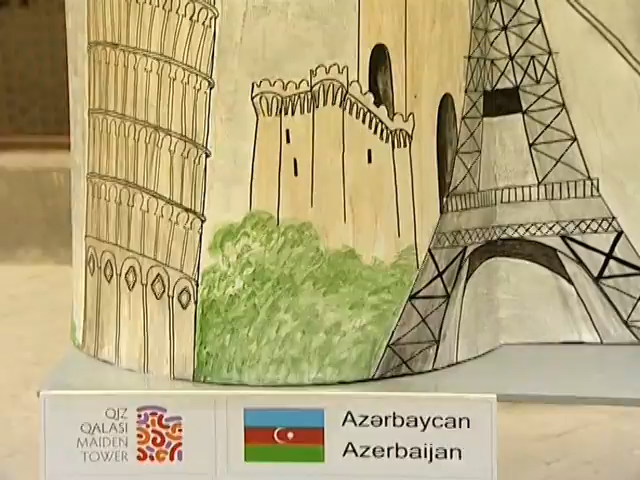 QIZ
QALASI
MAIDEN
TOWER
Azərbaycan
Azerbaijan